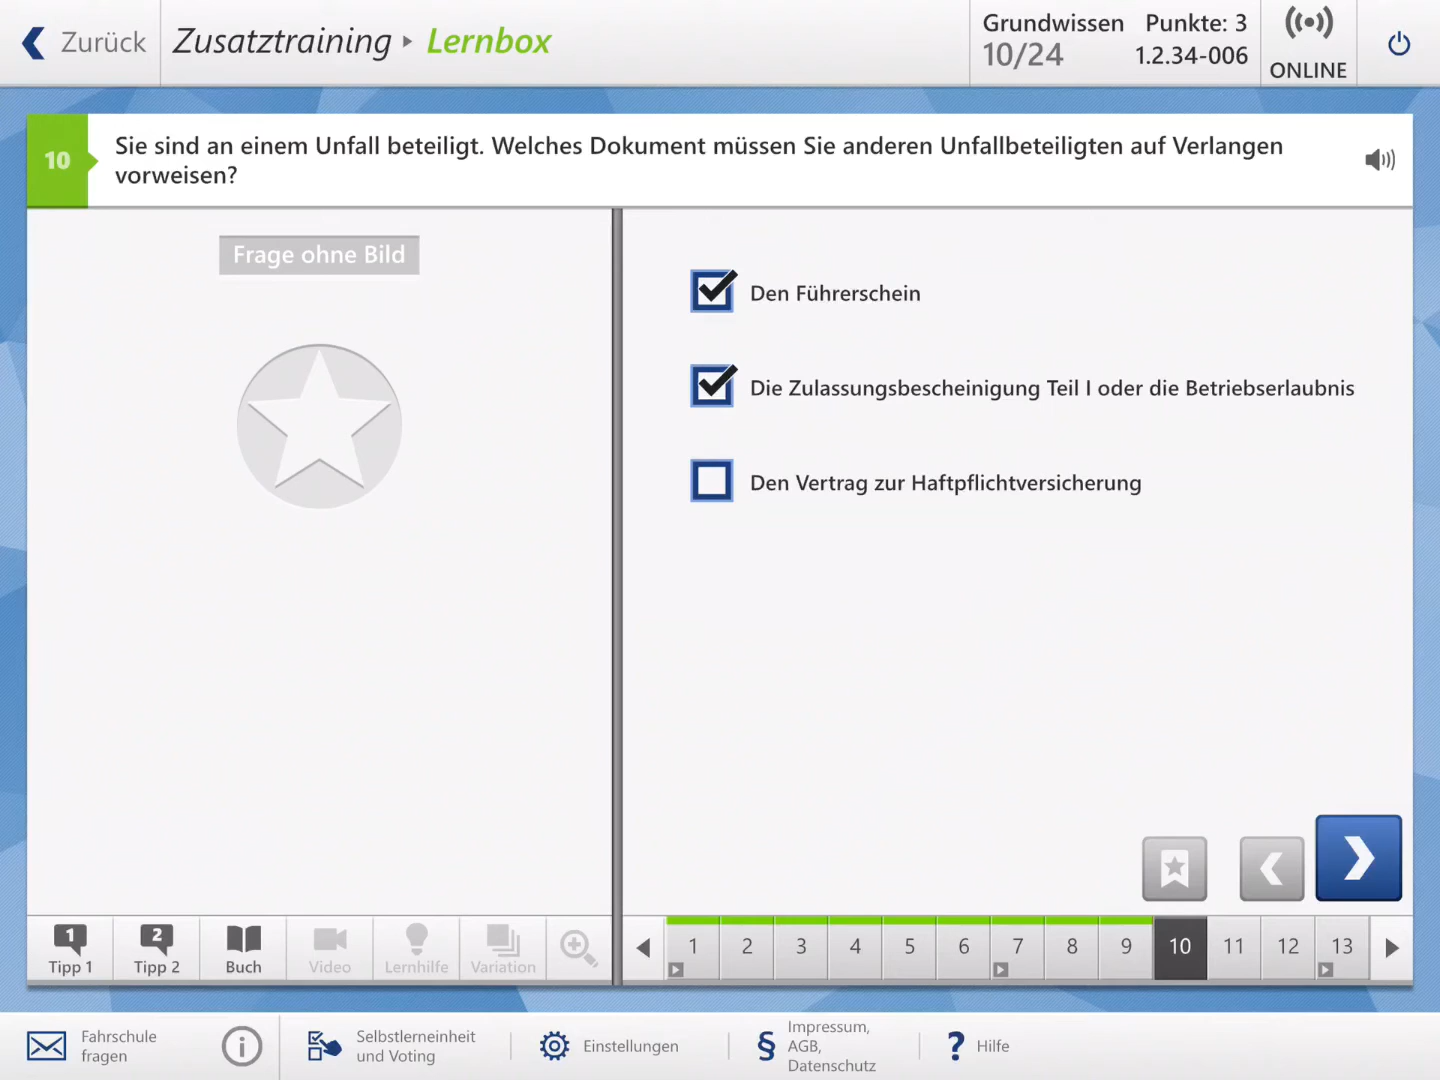 Zurück
Zusatztraining ▸ Lernbox
Grundwissen Punkte: 3
10/24 1.2.34-006
ONLINE
10
Sie sind an einem Unfall beteiligt. Welches Dokument müssen Sie anderen Unfallbeteiligten auf Verlangen
vorweisen?
Frage ohne Bild
Den Führerschein
Die Zulassungsbescheinigung Teil I oder die Betriebserlaubnis
Den Vertrag zur Haftpflichtversicherung
1
Tipp 1
2
Tipp 2
Buch
Video
Lernhilfe
Variation
1 2 3 4 5 6 7 8 9 10 11 12 13
Fahrschule
fragen
i
Selbstlerneinheit
und Voting
Einstellungen
§
Impressum,
AGB,
Datenschutz
? Hilfe